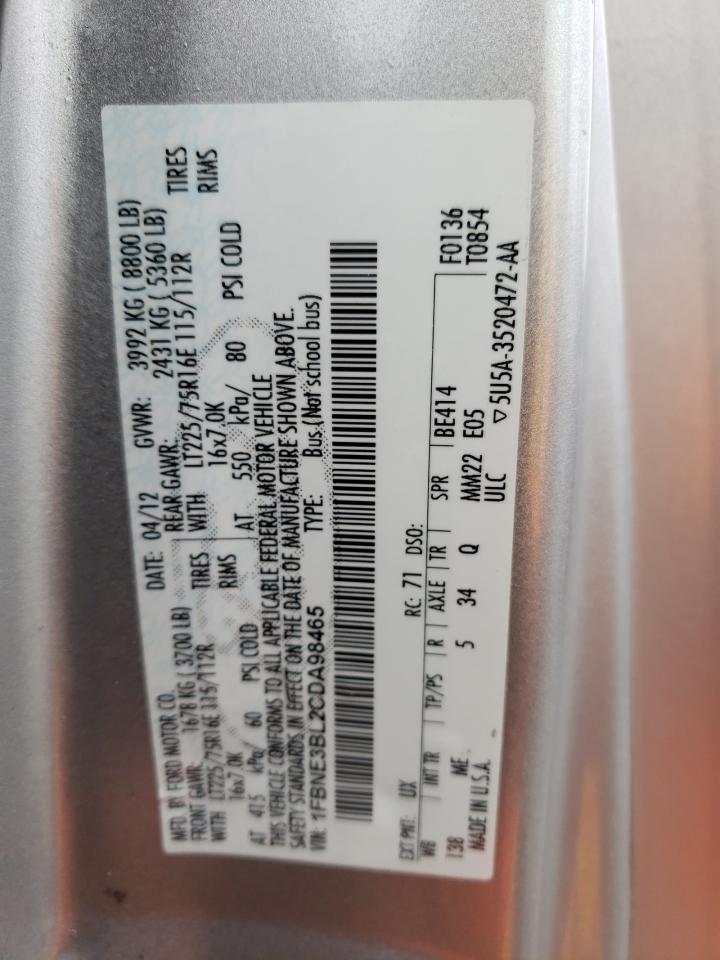 MFD. BY FORD MOTOR CO. DATE: 04/12 GVWR: 3992 KG ( 8800 LB)
FRONT GAWR: 1678 KG ( 3700 LB) REAR GAWR: 2431 KG ( 5360 LB)
WITH LT225/75R16E 115/112R TIRES WITH LT225/75R16E 115/112R TIRES
16x7.0K RIMS 16x7.0K RIMS
AT 415 kPa/ 60 PSI COLD AT 550 kPa/ 80 PSI COLD
THIS VEHICLE CONFORMS TO ALL APPLICABLE FEDERAL MOTOR VEHICLE
SAFETY STANDARDS IN EFFECT ON THE DATE OF MANUFACTURE SHOWN ABOVE.
VIN: 1FBNE3BL2CDA98465 TYPE: Bus (Not school bus)
EXT PNT: UX RC: 71 DSO: F0136
WB INT TR TP/PS R AXLE TR SPR BE414 T0854
138 ME 5 34 Q MM22 E05
MADE IN U.S.A. ULC ▽5U5A-3520472-AA